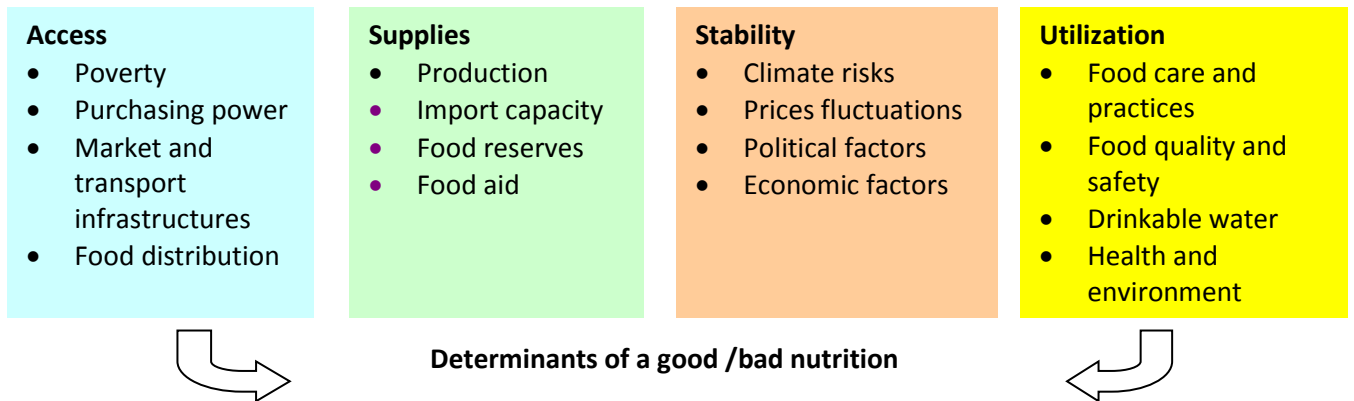 Access
• Poverty
• Purchasing power
• Market and
transport
infrastructures
• Food distribution
Supplies
• Production
• Import capacity
• Food reserves
• Food aid
Stability
• Climate risks
• Prices fluctuations
• Political factors
• Economic factors
Utilization
• Food care and
practices
• Food quality and
safety
• Drinkable water
• Health and
environment
Determinants of a good /bad nutrition